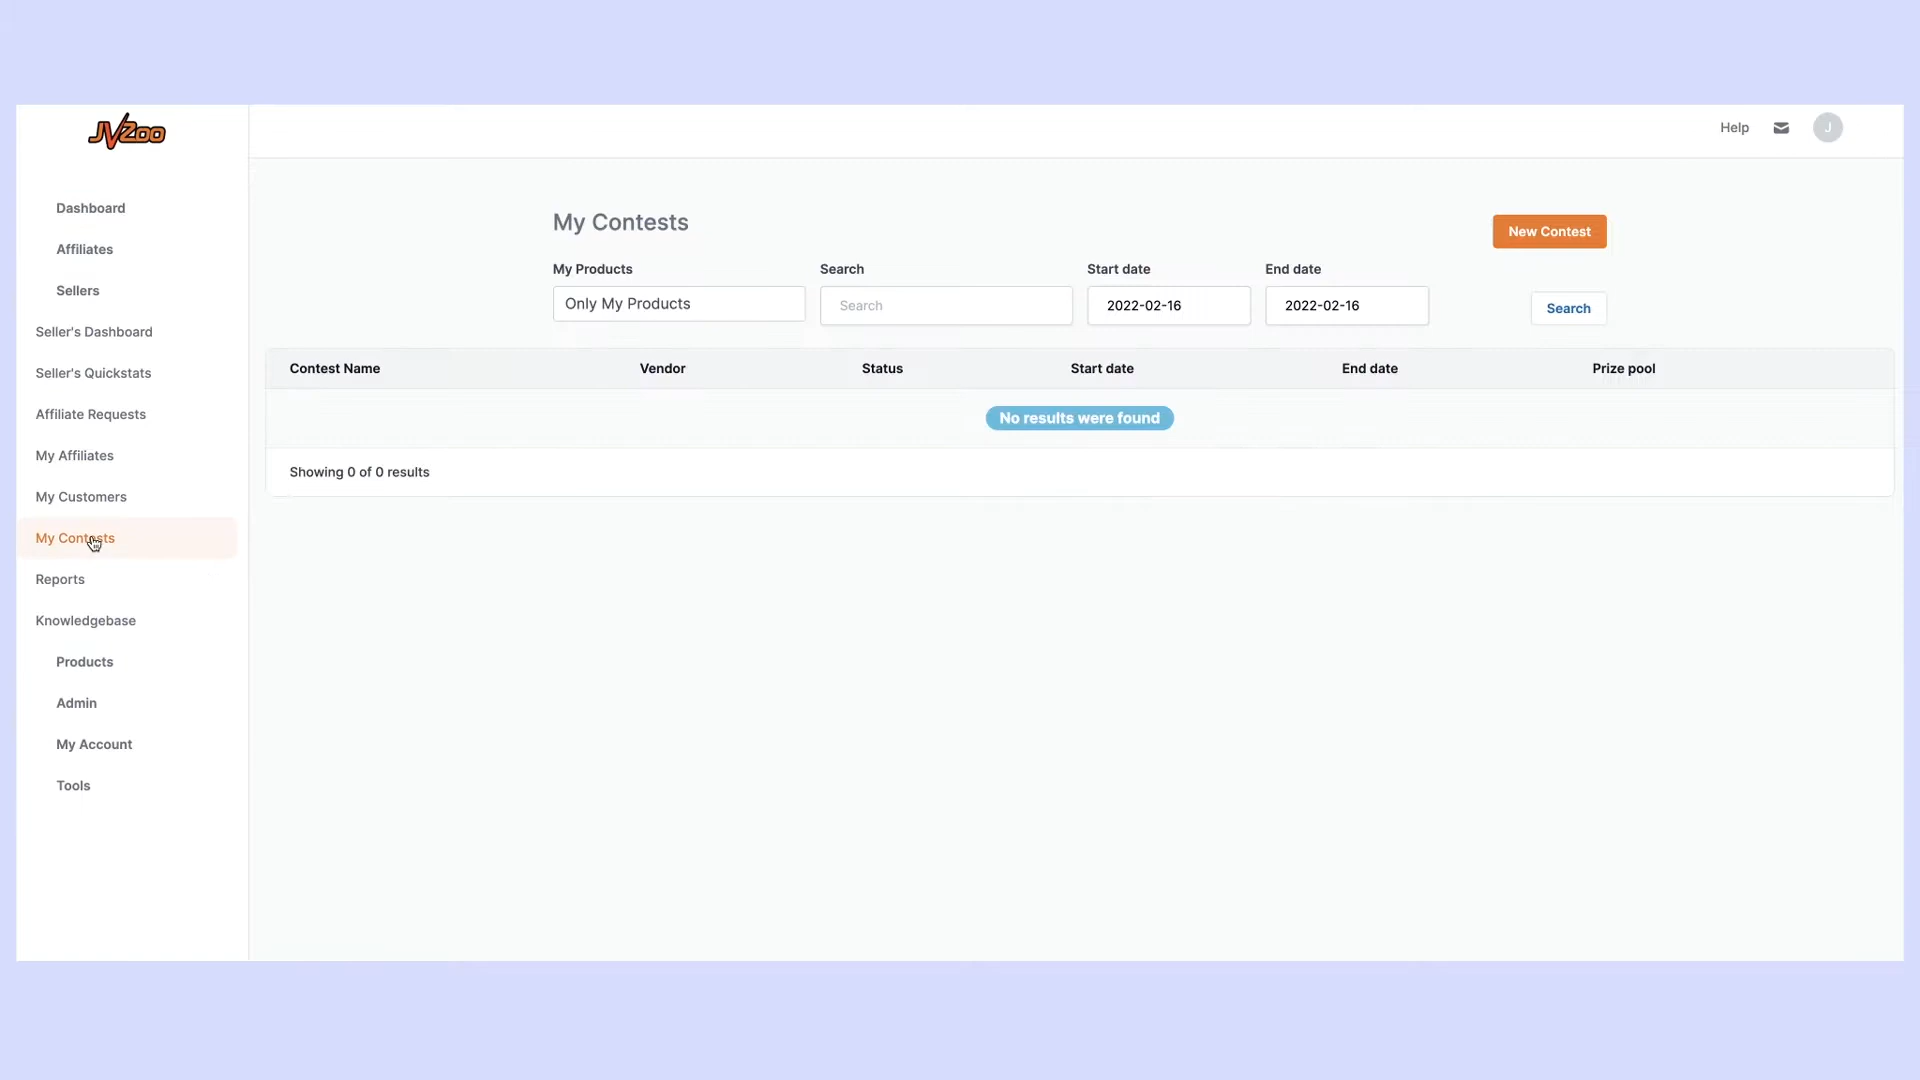 JVZoo
Help
J
Dashboard
Affiliates
Sellers
Seller's Dashboard
Seller's Quickstats
Affiliate Requests
My Affiliates
My Customers
My Contests
Reports
Knowledgebase
Products
Admin
My Account
Tools
My Contests
New Contest
My Products
Search
Start date
End date
Only My Products
Search
2022-02-16
2022-02-16
Search
Contest Name
Vendor
Status
Start date
End date
Prize pool
No results were found
Showing 0 of 0 results